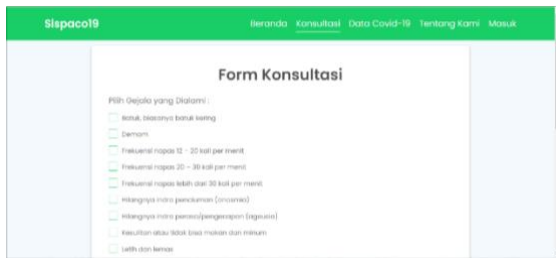 Sispaco19
Beranda Konsultasi Data Covid-19 Tentang Kami Masuk
Form Konsultasi
Pilih Gejala yang Dialami :
Batuk, biasanya batuk kering
Demam
Frekuensi napas 12 - 20 kali per menit
Frekuensi napas 20 - 30 kali per menit
Frekuensi napas lebih dari 30 kali per menit
Hilangnya indra penciuman (anosmia)
Hilangnya indra perasa/pengecapan (ageusia)
Kesulitan atau tidak bisa makan dan minum
Letih dan lemas